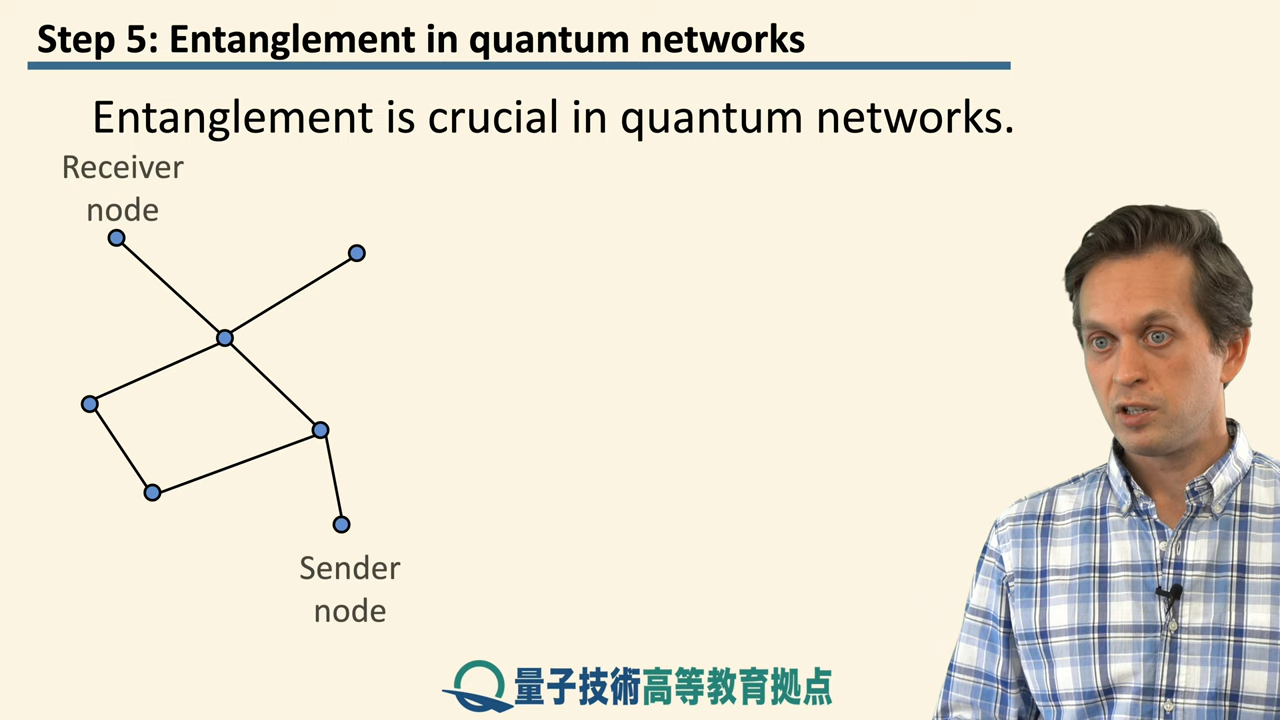 Step 5: Entanglement in quantum networks
Entanglement is crucial in quantum networks.
Receiver
node
Sender
node
量子技術高等教育拠点